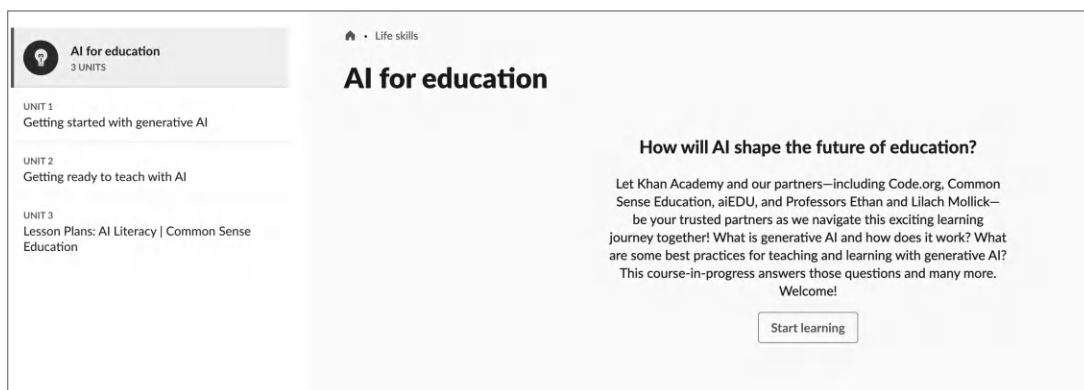 AI for education
3 UNITS
UNIT 1
Getting started with generative AI
UNIT 2
Getting ready to teach with AI
UNIT 3
Lesson Plans: AI Literacy | Common Sense
Education
• Life skills
AI for education
How will AI shape the future of education?
Let Khan Academy and our partners—including Code.org, Common
Sense Education, aiEDU, and Professors Ethan and Lilach Mollick—
be your trusted partners as we navigate this exciting learning
journey together! What is generative AI and how does it work? What
are some best practices for teaching and learning with generative AI?
This course-in-progress answers those questions and many more.
Welcome!
Start learning